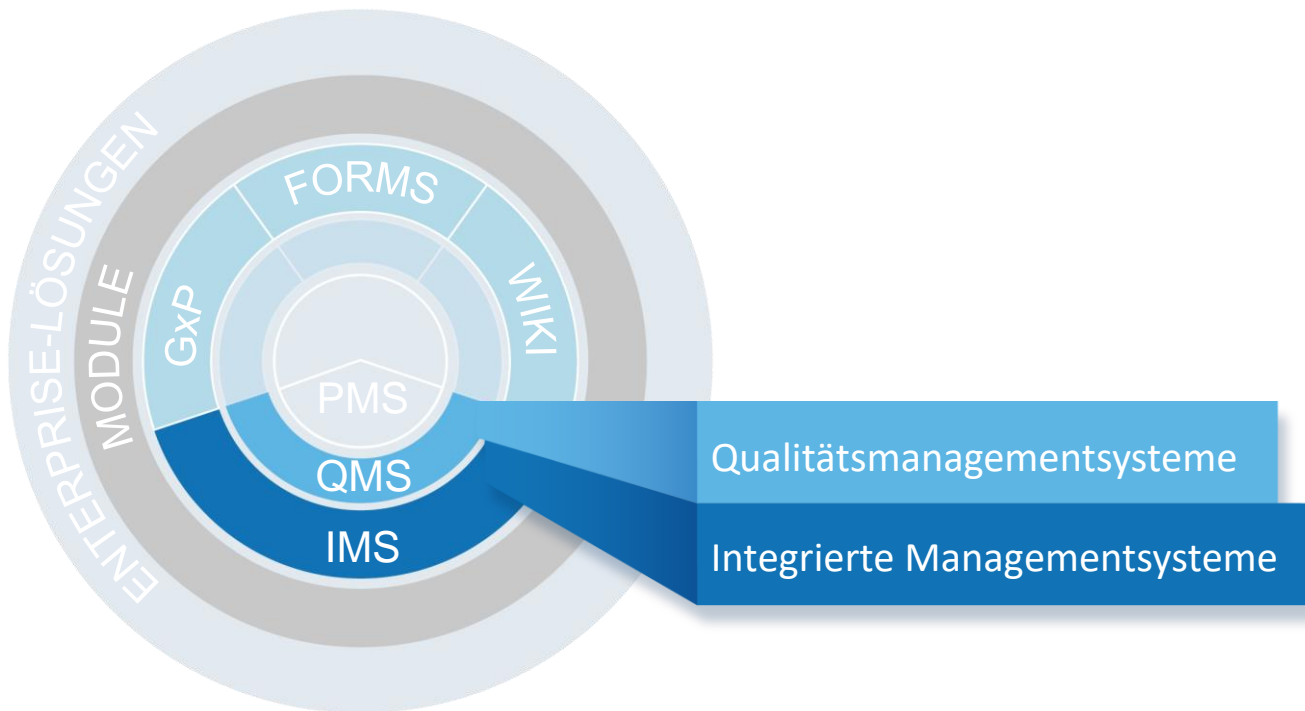 ENTERPRISE-LÖSUNGEN
MODULE
FORMS
GxP
WIKI
PMS
QMS
IMS
Qualitätsmanagementsysteme
Integrierte Managementsysteme